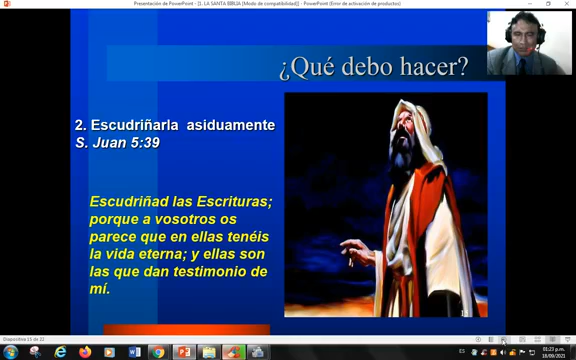 Presentación de PowerPoint - [1. LA SANTA BIBLIA [Modo de compatibilidad]] - PowerPoint (Error de activación de productos)
¿Qué debo hacer?
2. Escudriñarla asiduamente
S. Juan 5:39
Escudriñad las Escrituras;
porque a vosotros os
parece que en ellas tenéis
la vida eterna; y ellas son
las que dan testimonio de
mí.
Diapositiva 15 de 22
01:23 p.m.
18/09/2021